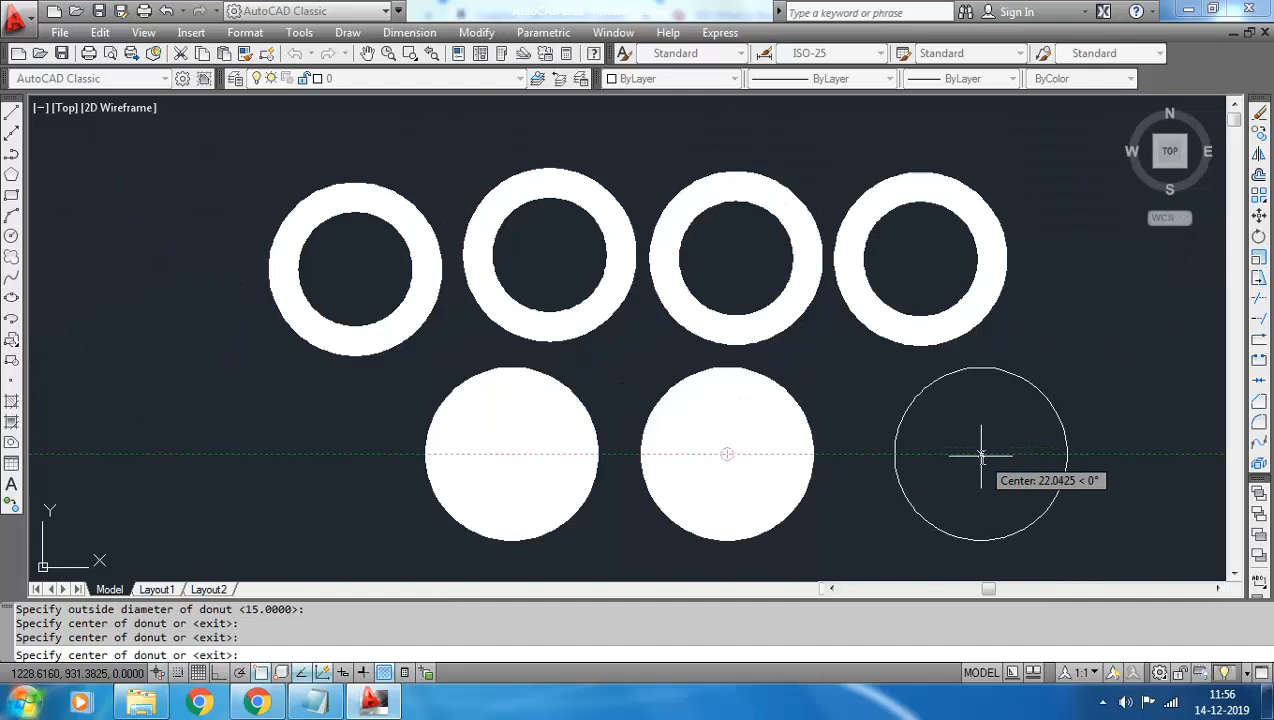 AutoCAD Classic
Type a keyword or phrase
Sign In
File Edit View Insert Format Tools Draw Dimension Modify Parametric Window Help Express
Standard ISO-25 Standard Standard
AutoCAD Classic 0 ByLayer ByLayer ByLayer ByColor
[−] [Top] [2D Wireframe]
N
W TOP E
S
WCS
Center: 22.0425 < 0°
Y
X
Model Layout1 Layout2
Specify outside diameter of donut <15.0000>:
Specify center of donut or <exit>:
Specify center of donut or <exit>:
Specify center of donut or <exit>:
1228.6160, 931.3825, 0.0000 MODEL 1:1
11:56
14-12-2019